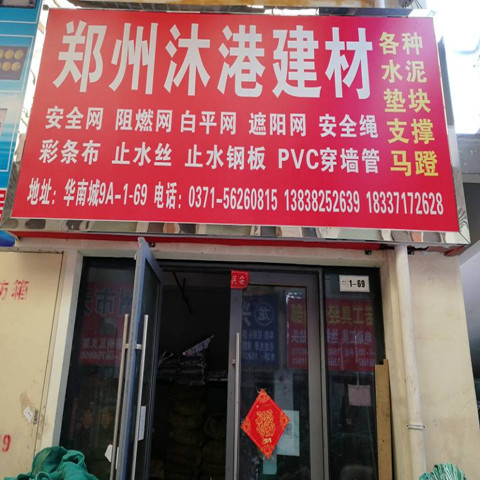 郑州沐港建材
各种
水泥
垫块
支撑
马蹬
安全网 阻燃网 白平网 遮阳网 安全绳
彩条布 止水丝 止水钢板 PVC穿墙管
地址：华南城9A-1-69 电话：0371-56260815 13838252639 18337172628
1-69